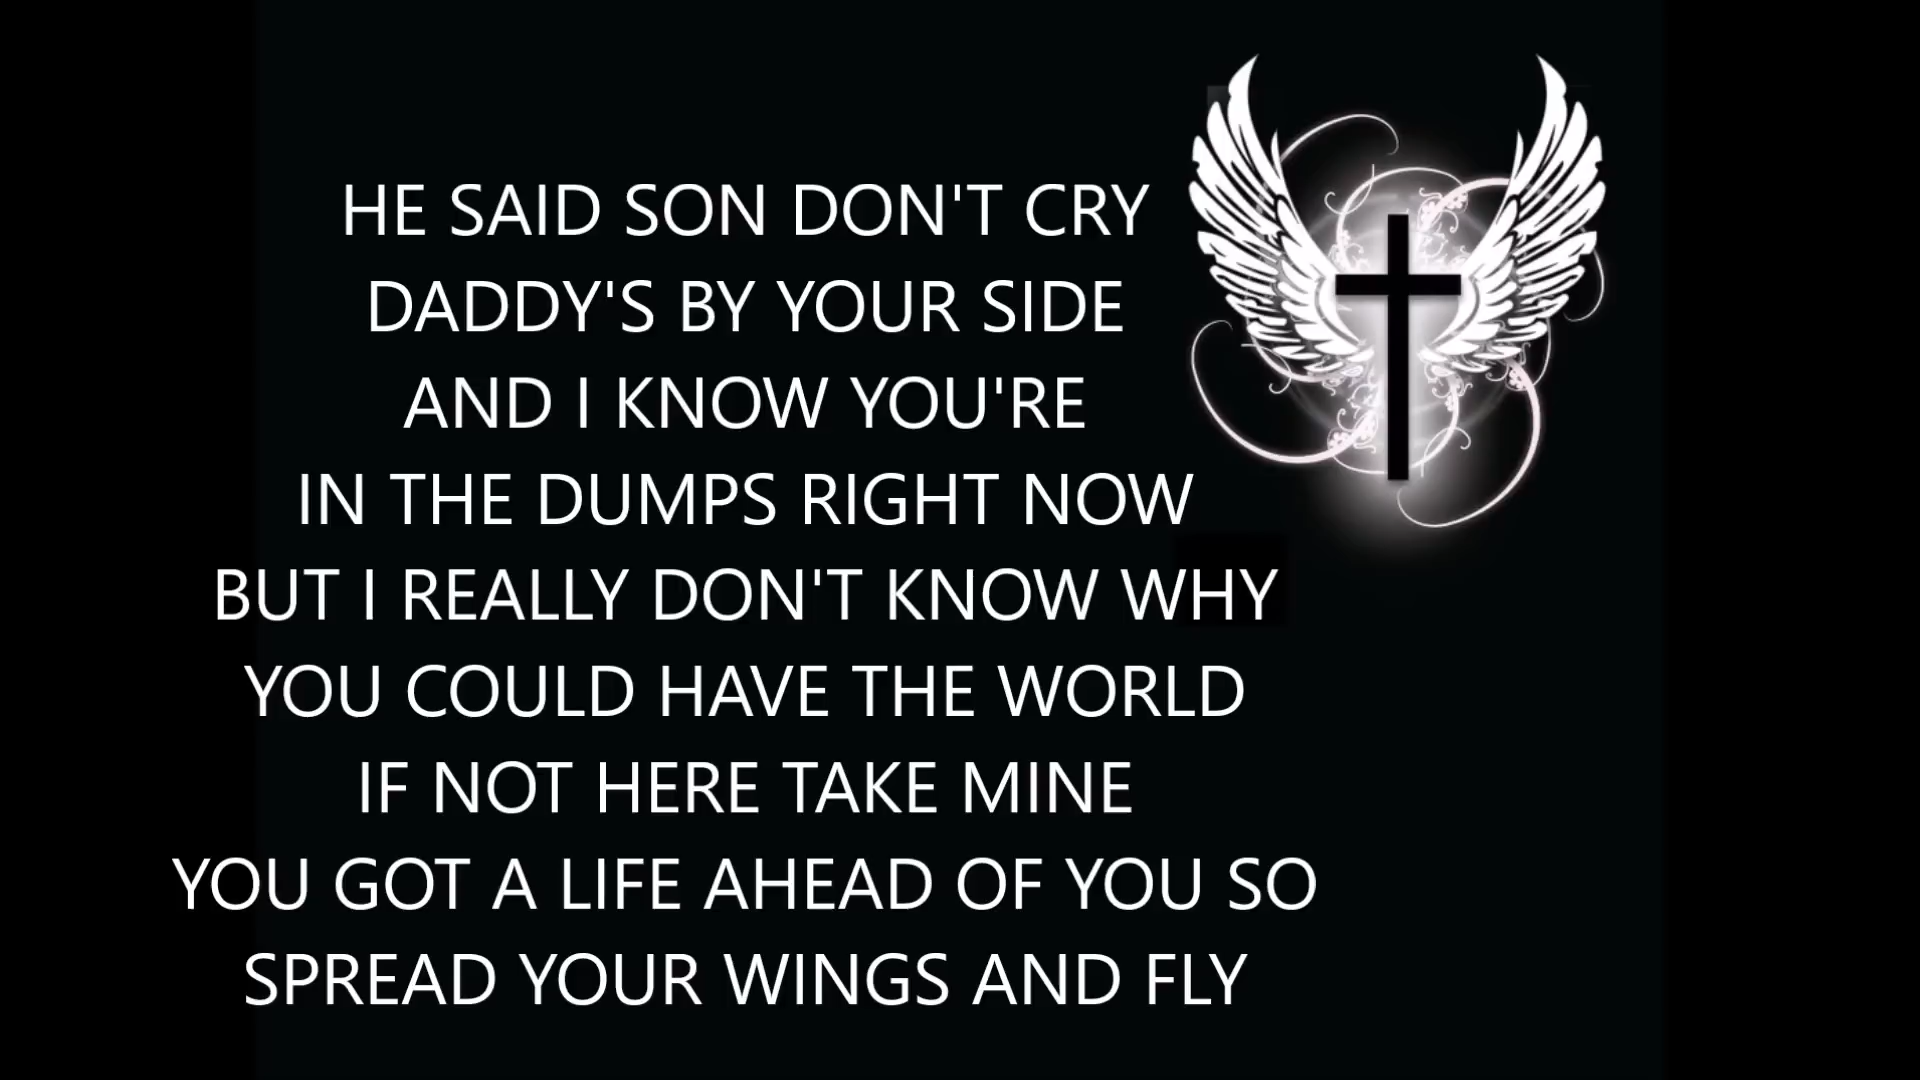 HE SAID SON DON'T CRY
DADDY'S BY YOUR SIDE
AND I KNOW YOU'RE
IN THE DUMPS RIGHT NOW
BUT I REALLY DON'T KNOW WHY
YOU COULD HAVE THE WORLD
IF NOT HERE TAKE MINE
YOU GOT A LIFE AHEAD OF YOU SO
SPREAD YOUR WINGS AND FLY